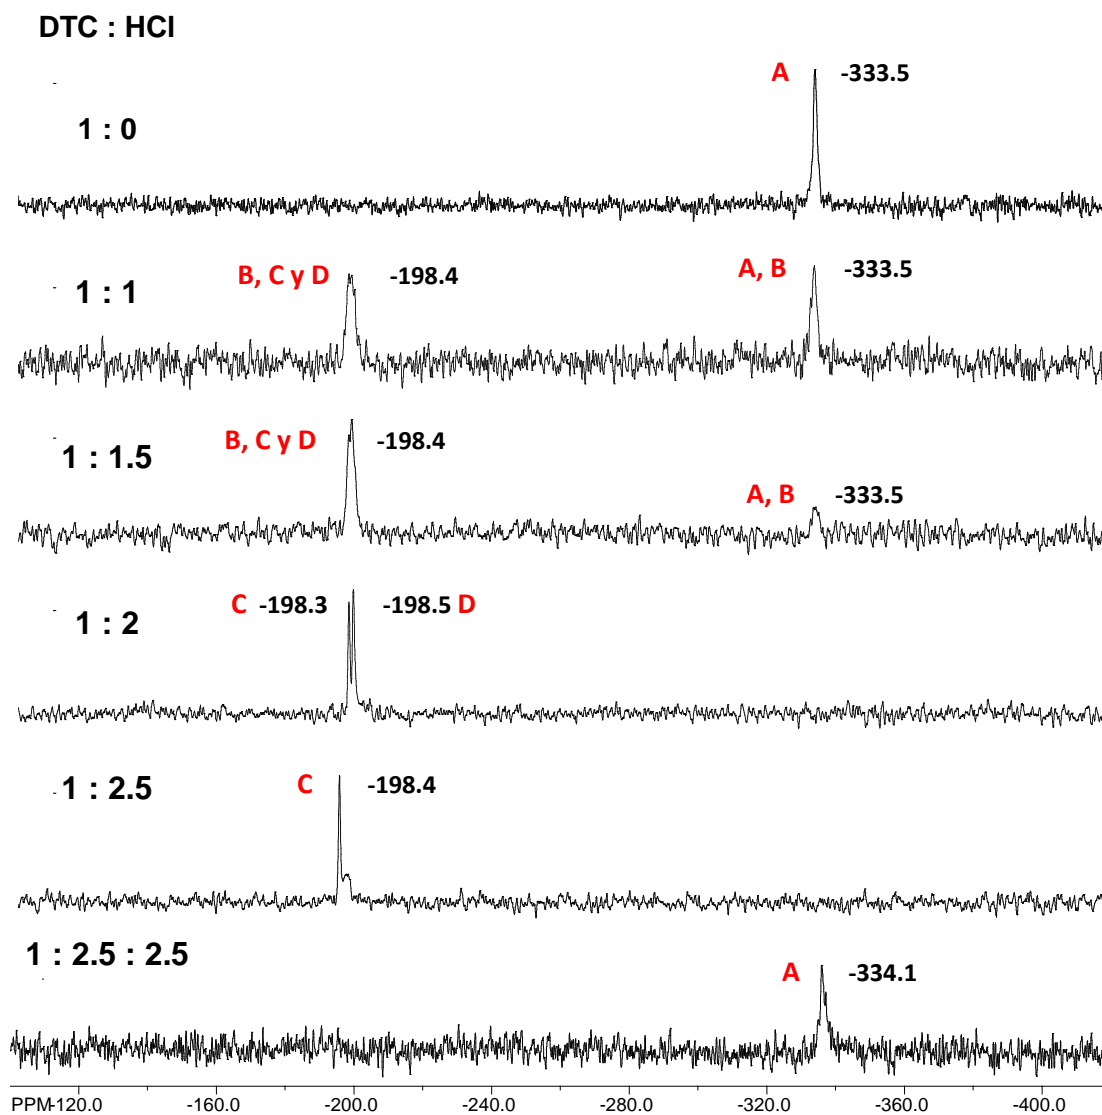 DTC : HCl
A -333.5
1 : 0
B, C y D -198.4 A, B -333.5
1 : 1
B, C y D -198.4
1 : 1.5
A, B -333.5
C -198.3 -198.5 D
1 : 2
1 : 2.5 C -198.4
1 : 2.5 : 2.5
A -334.1
PPM -120.0 -160.0 -200.0 -240.0 -280.0 -320.0 -360.0 -400.0